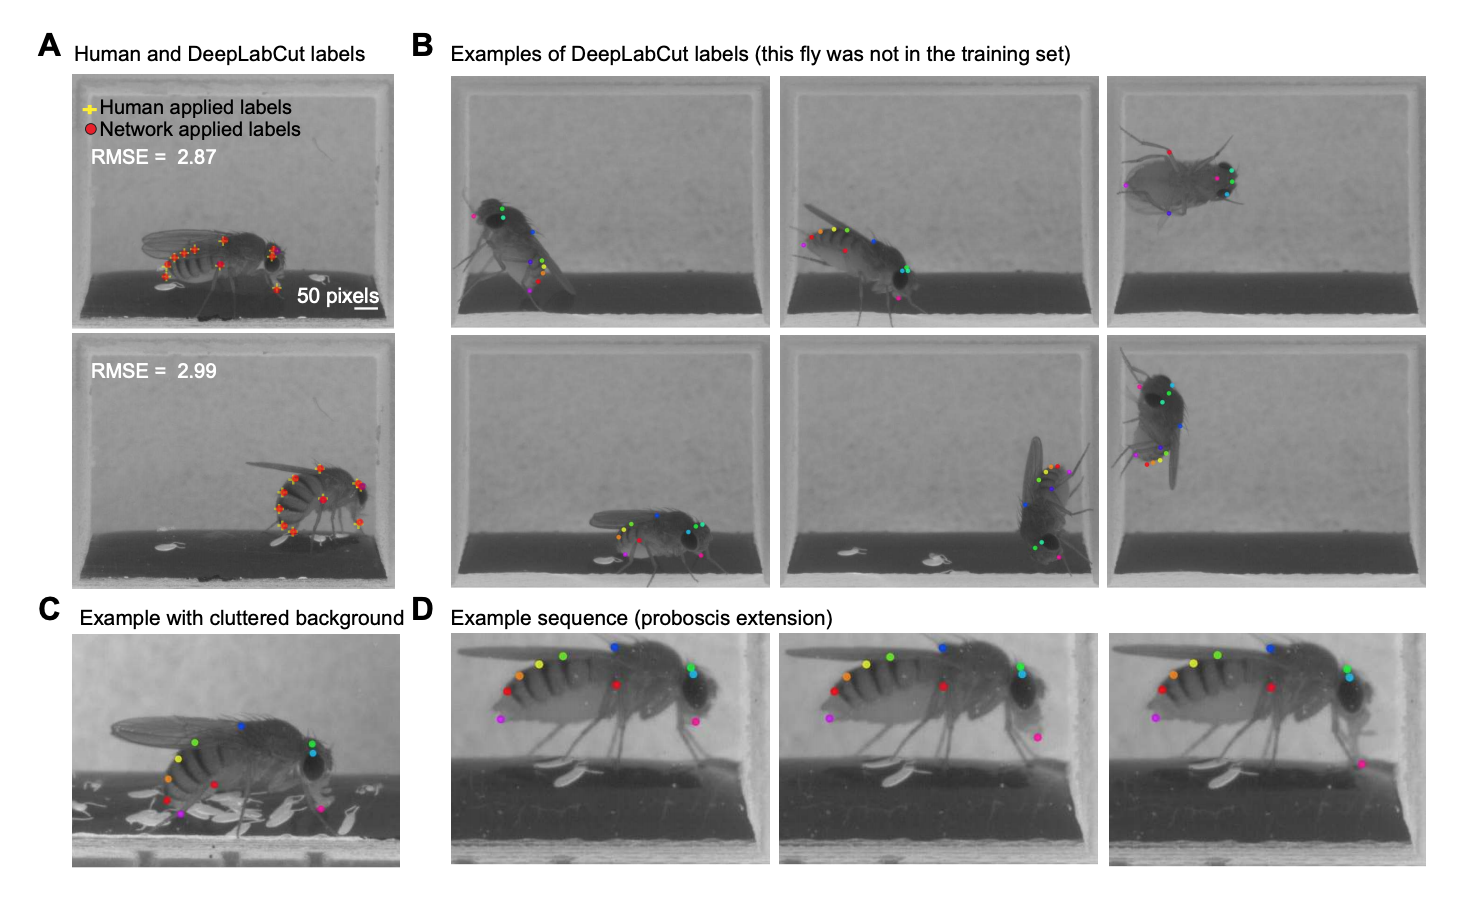 A Human and DeepLabCut labels
Human applied labels
Network applied labels
RMSE = 2.87
50 pixels
RMSE = 2.99
B Examples of DeepLabCut labels (this fly was not in the training set)
C Example with cluttered background
D Example sequence (proboscis extension)